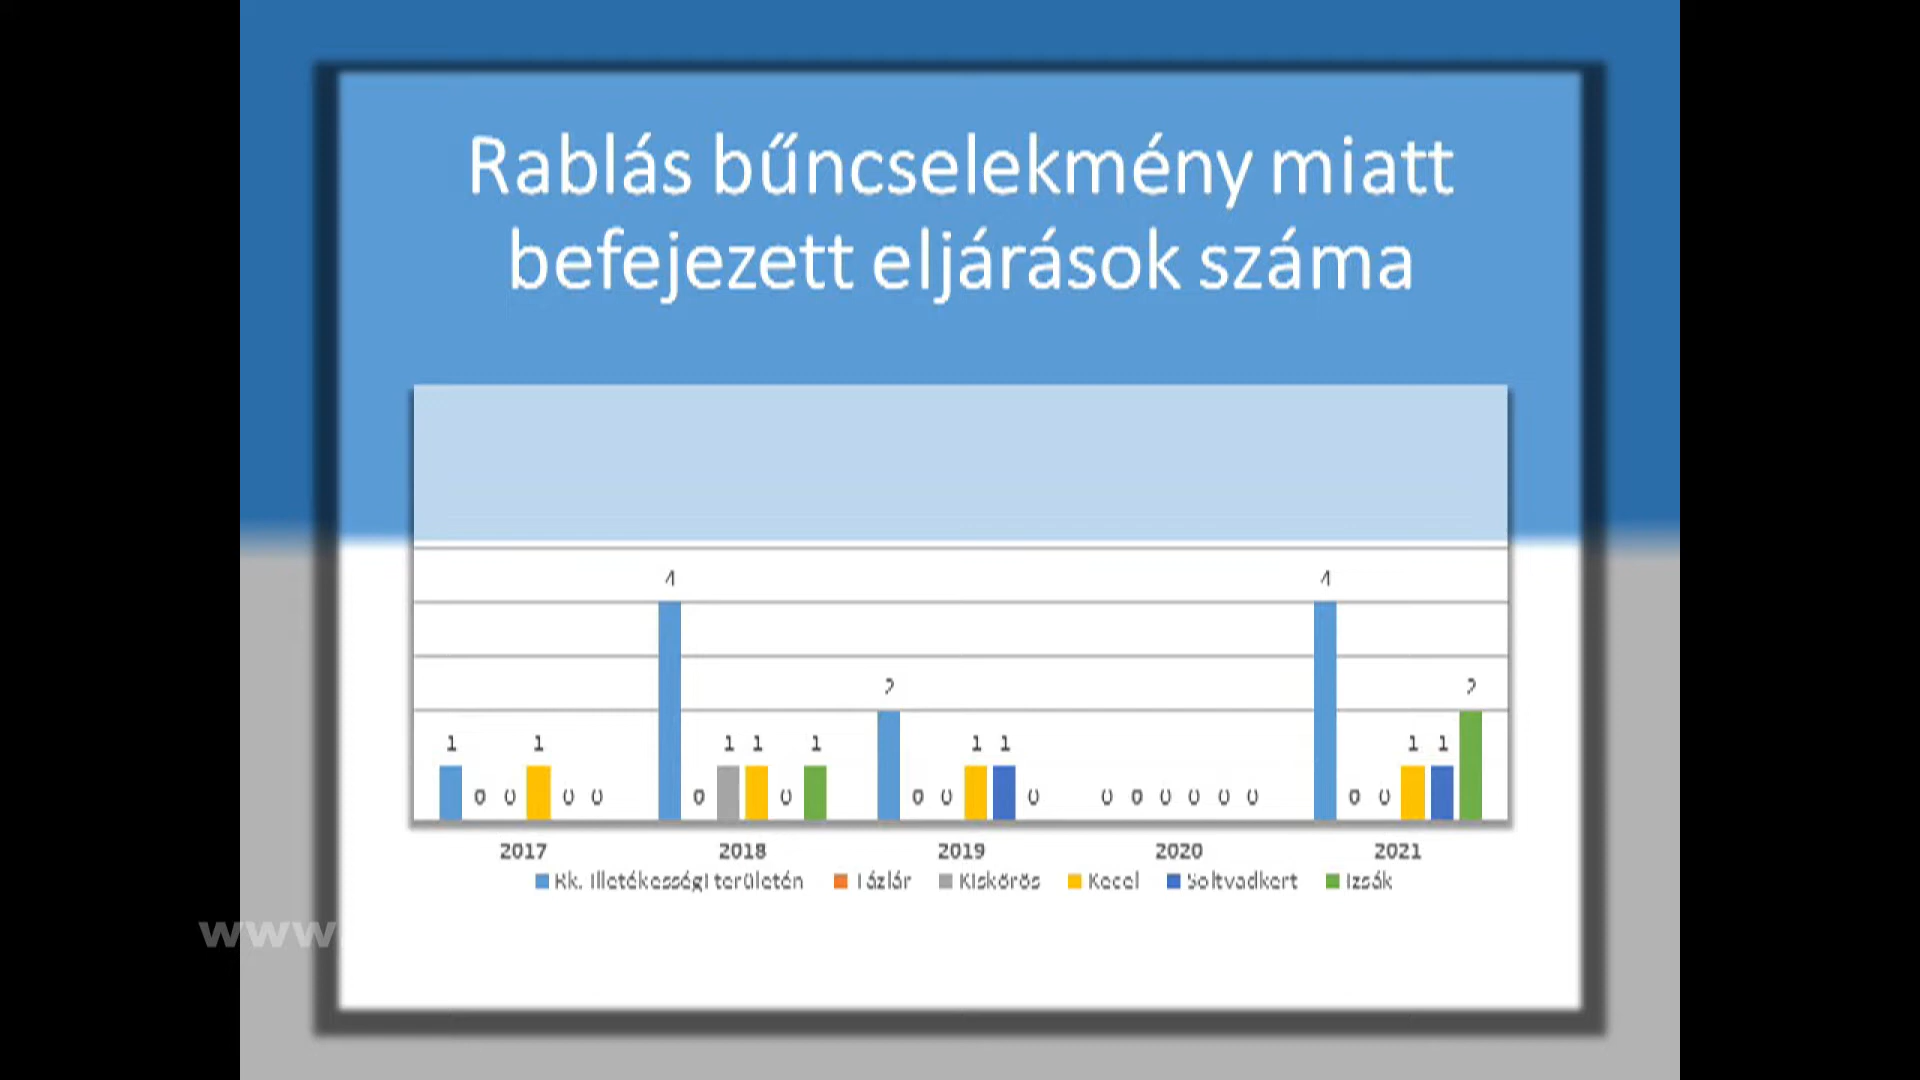 Rablás bűncselekmény miatt
befejezett eljárások száma
4 4
2 2
1 1 1 1 1 1 1 1 1
0 0 0 0 0 0 0 0 0 0 0 0 0 0 0 0 0
2017 2018 2019 2020 2021
Rk. illetékességi területén Tázlár Kiskőrös Kecel Soltvadkert Izsák
www.